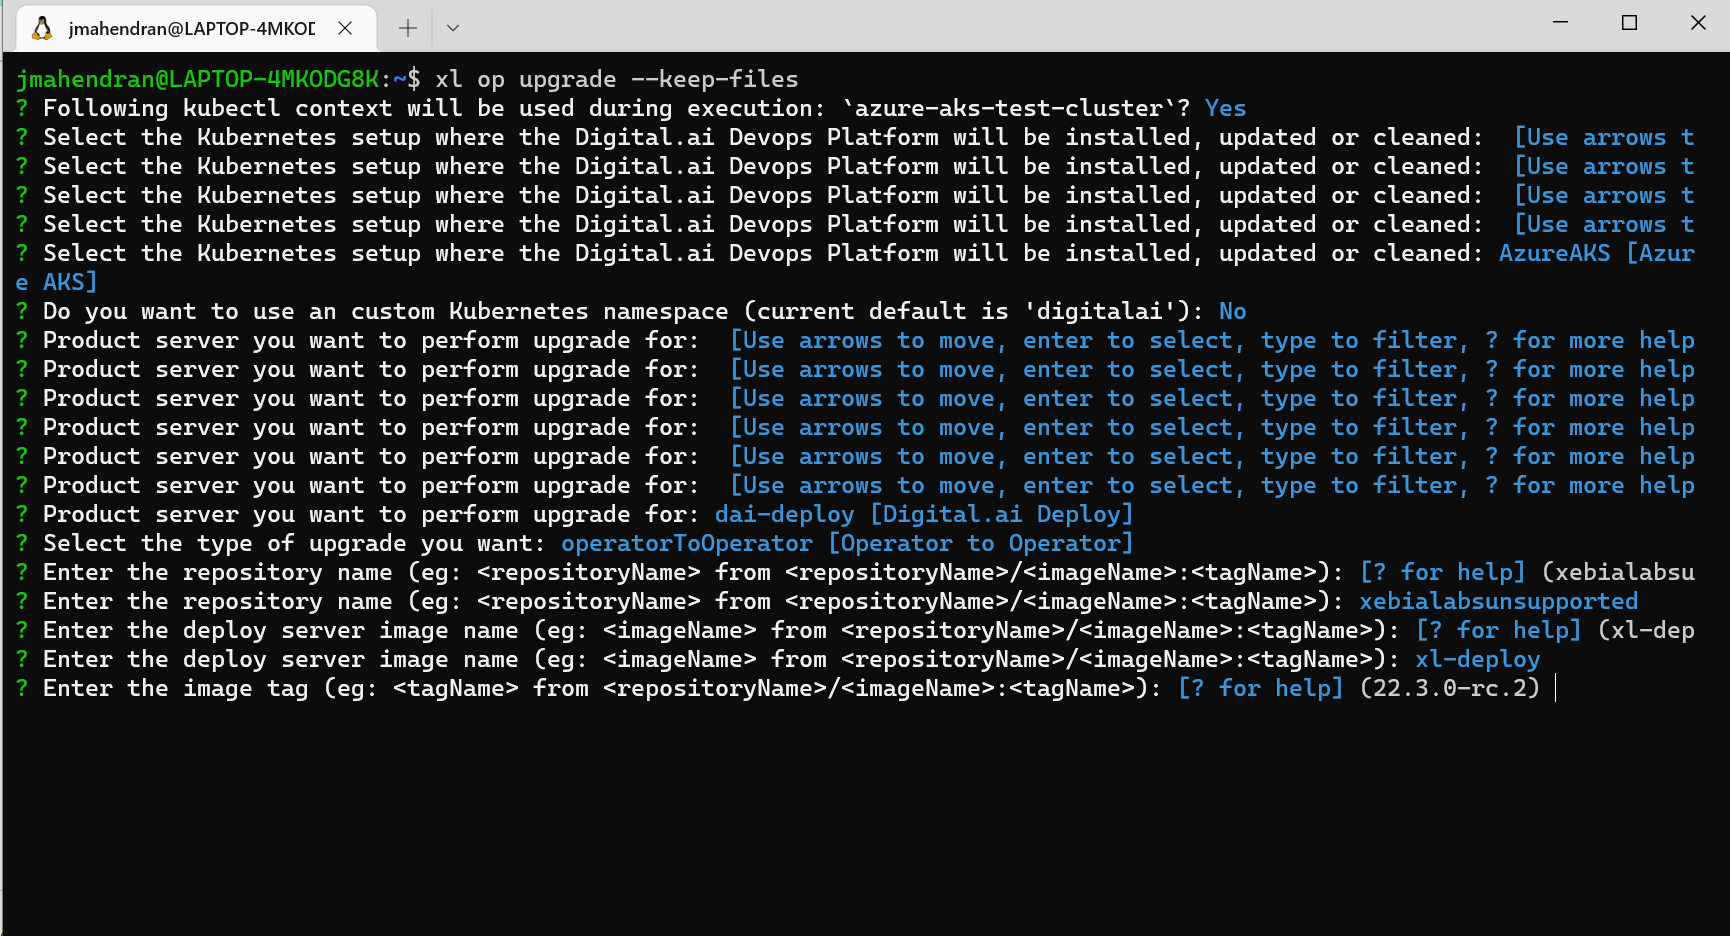 jmahendran@LAPTOP-4MKOD
jmahendran@LAPTOP-4MKODG8K:~$ xl op upgrade --keep-files
? Following kubectl context will be used during execution: `azure-aks-test-cluster`? Yes
? Select the Kubernetes setup where the Digital.ai Devops Platform will be installed, updated or cleaned:  [Use arrows t
? Select the Kubernetes setup where the Digital.ai Devops Platform will be installed, updated or cleaned:  [Use arrows t
? Select the Kubernetes setup where the Digital.ai Devops Platform will be installed, updated or cleaned:  [Use arrows t
? Select the Kubernetes setup where the Digital.ai Devops Platform will be installed, updated or cleaned:  [Use arrows t
? Select the Kubernetes setup where the Digital.ai Devops Platform will be installed, updated or cleaned: AzureAKS [Azur
e AKS]
? Do you want to use an custom Kubernetes namespace (current default is 'digitalai'): No
? Product server you want to perform upgrade for:  [Use arrows to move, enter to select, type to filter, ? for more help
? Product server you want to perform upgrade for:  [Use arrows to move, enter to select, type to filter, ? for more help
? Product server you want to perform upgrade for:  [Use arrows to move, enter to select, type to filter, ? for more help
? Product server you want to perform upgrade for:  [Use arrows to move, enter to select, type to filter, ? for more help
? Product server you want to perform upgrade for:  [Use arrows to move, enter to select, type to filter, ? for more help
? Product server you want to perform upgrade for:  [Use arrows to move, enter to select, type to filter, ? for more help
? Product server you want to perform upgrade for: dai-deploy [Digital.ai Deploy]
? Select the type of upgrade you want: operatorToOperator [Operator to Operator]
? Enter the repository name (eg: <repositoryName> from <repositoryName>/<imageName>:<tagName>): [? for help] (xebialabsu
? Enter the repository name (eg: <repositoryName> from <repositoryName>/<imageName>:<tagName>): xebialabsunsupported
? Enter the deploy server image name (eg: <imageName> from <repositoryName>/<imageName>:<tagName>): [? for help] (xl-dep
? Enter the deploy server image name (eg: <imageName> from <repositoryName>/<imageName>:<tagName>): xl-deploy
? Enter the image tag (eg: <tagName> from <repositoryName>/<imageName>:<tagName>): [? for help] (22.3.0-rc.2)